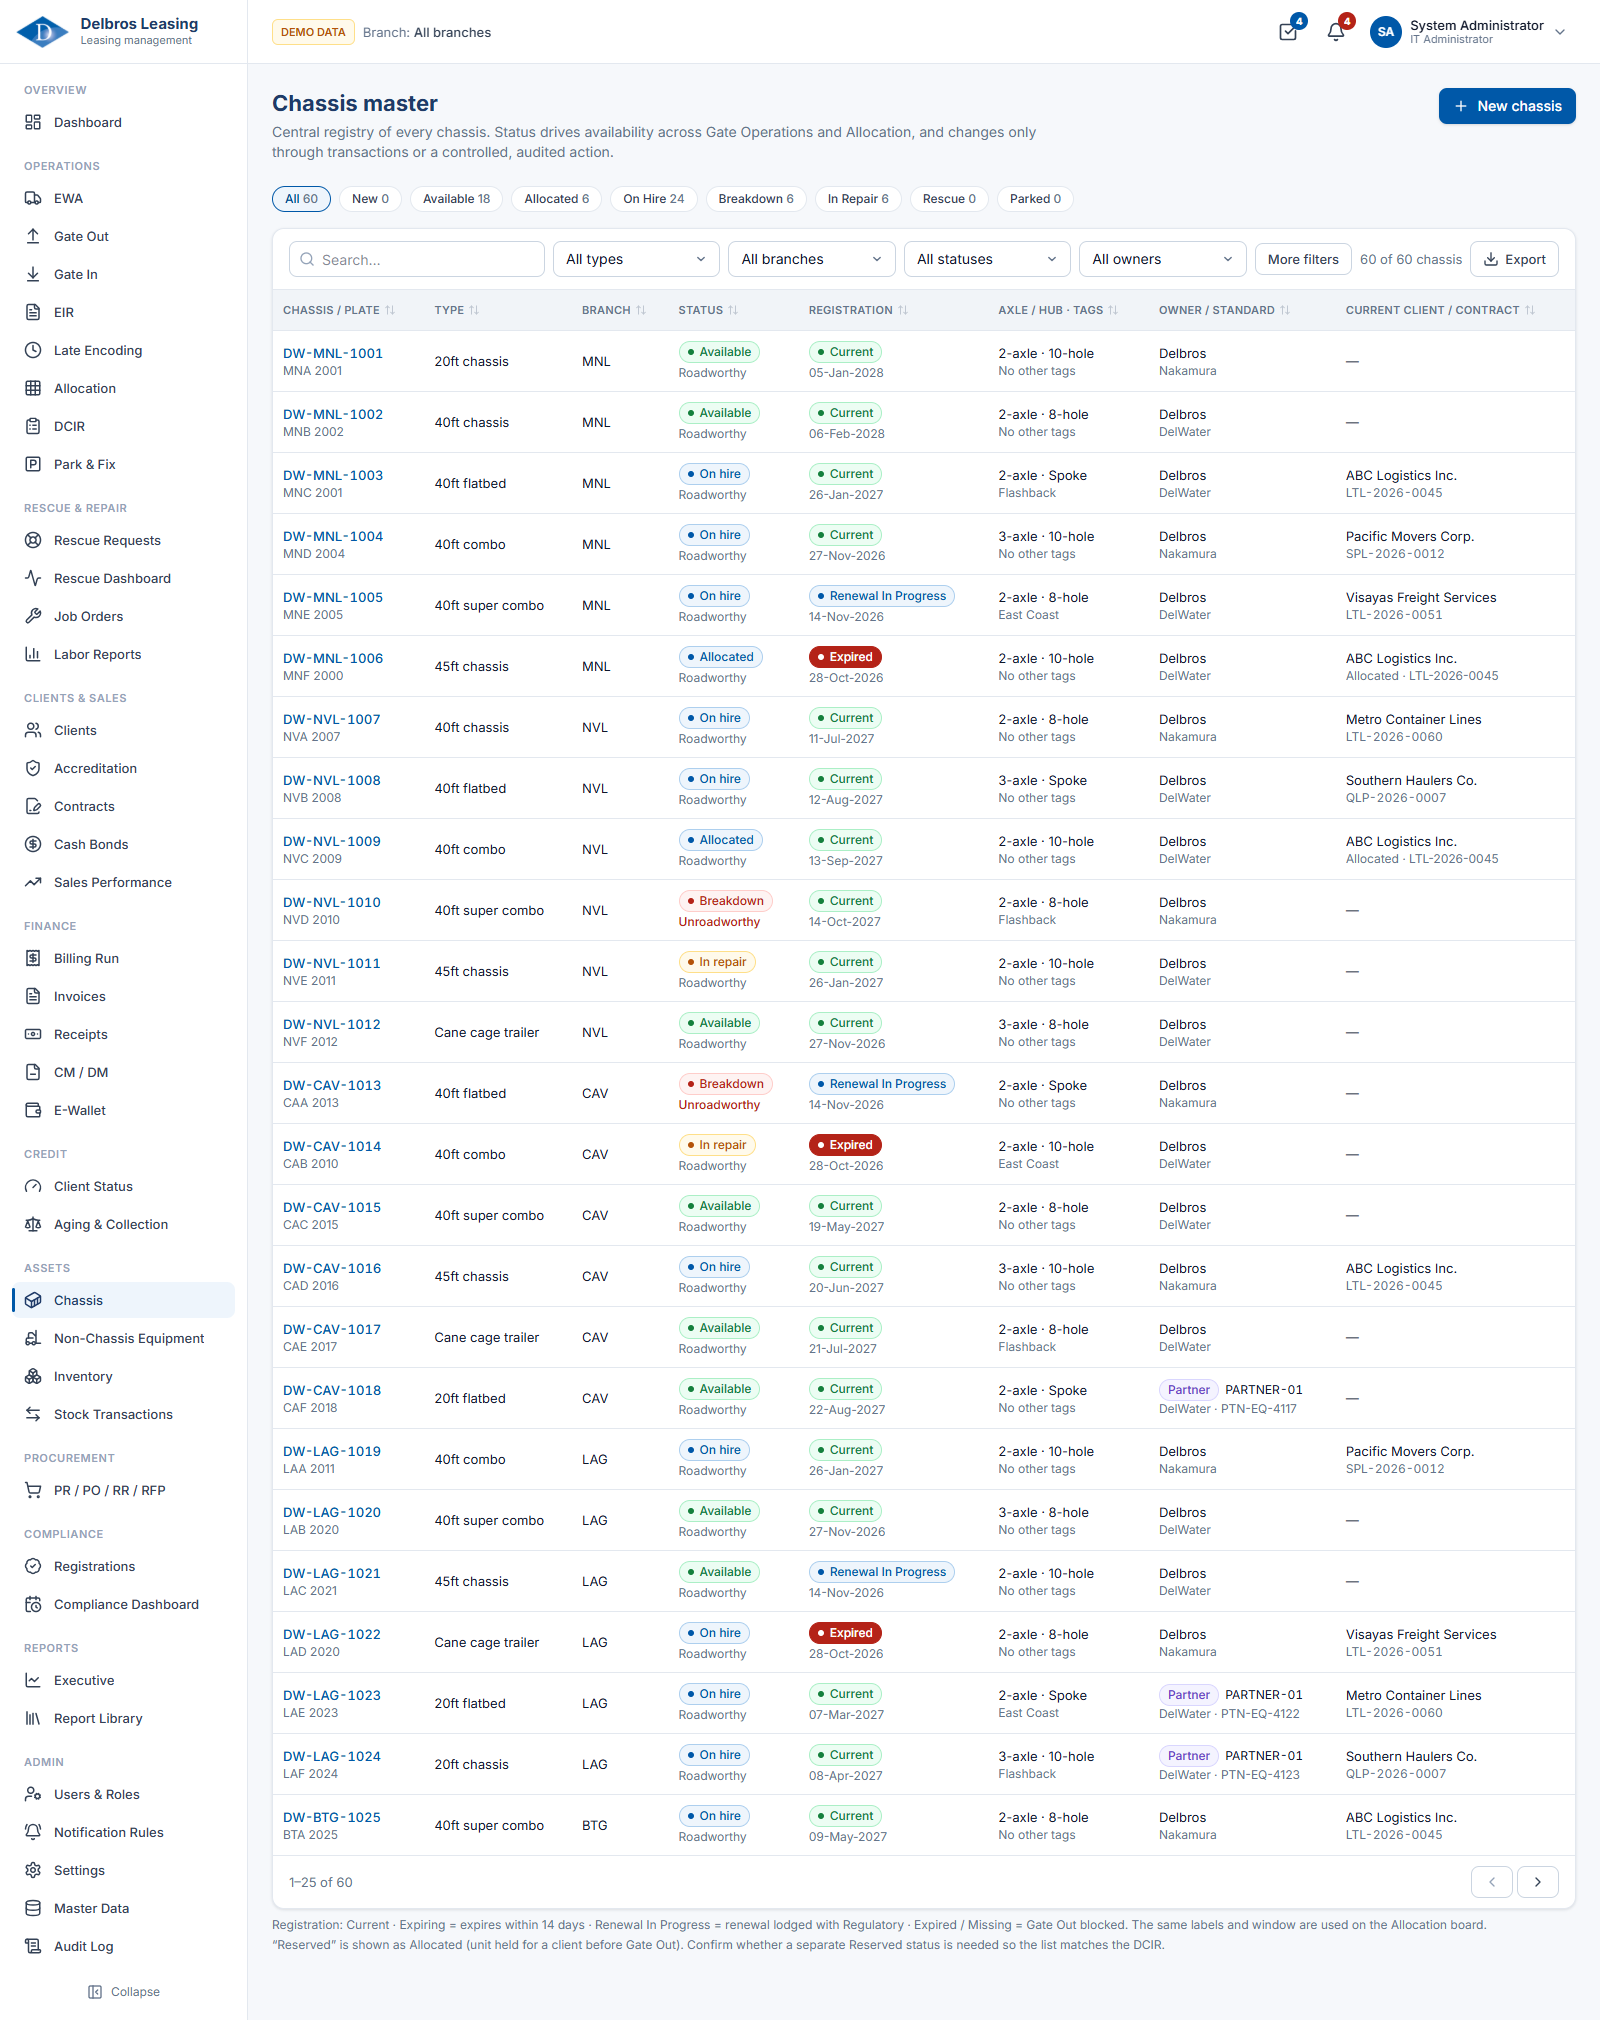 Delbros Leasing
Leasing management
DEMO DATA Branch: All branches
4
4
SA
System Administrator
IT Administrator
OVERVIEW
Dashboard
OPERATIONS
EWA
Gate Out
Gate In
EIR
Late Encoding
Allocation
DCIR
Park & Fix
RESCUE & REPAIR
Rescue Requests
Rescue Dashboard
Job Orders
Labor Reports
CLIENTS & SALES
Clients
Accreditation
Contracts
Cash Bonds
Sales Performance
FINANCE
Billing Run
Invoices
Receipts
CM / DM
E-Wallet
CREDIT
Client Status
Aging & Collection
ASSETS
Chassis
Non-Chassis Equipment
Inventory
Stock Transactions
PROCUREMENT
PR / PO / RR / RFP
COMPLIANCE
Registrations
Compliance Dashboard
REPORTS
Executive
Report Library
ADMIN
Users & Roles
Notification Rules
Settings
Master Data
Audit Log
Collapse
Chassis master
Central registry of every chassis. Status drives availability across Gate Operations and Allocation, and changes only
through transactions or a controlled, audited action.
+ New chassis
All 60 New 0 Available 18 Allocated 6 On Hire 24 Breakdown 6 In Repair 6 Rescue 0 Parked 0
Search... All types All branches All statuses All owners More filters 60 of 60 chassis Export
CHASSIS / PLATE TYPE BRANCH STATUS REGISTRATION AXLE / HUB · TAGS OWNER / STANDARD CURRENT CLIENT / CONTRACT
DW-MNL-1001 20ft chassis MNL Available Current 2-axle · 10-hole Delbros —
MNA 2001 Roadworthy 05-Jan-2028 No other tags Nakamura
DW-MNL-1002 40ft chassis MNL Available Current 2-axle · 8-hole Delbros —
MNB 2002 Roadworthy 06-Feb-2028 No other tags DelWater
DW-MNL-1003 40ft flatbed MNL On hire Current 2-axle · Spoke Delbros ABC Logistics Inc.
MNC 2001 Roadworthy 26-Jan-2027 Flashback DelWater LTL-2026-0045
DW-MNL-1004 40ft combo MNL On hire Current 3-axle · 10-hole Delbros Pacific Movers Corp.
MND 2004 Roadworthy 27-Nov-2026 No other tags Nakamura SPL-2026-0012
DW-MNL-1005 40ft super combo MNL On hire Renewal In Progress 2-axle · 8-hole Delbros Visayas Freight Services
MNE 2005 Roadworthy 14-Nov-2026 East Coast DelWater LTL-2026-0051
DW-MNL-1006 45ft chassis MNL Allocated Expired 2-axle · 10-hole Delbros ABC Logistics Inc.
MNF 2000 Roadworthy 28-Oct-2026 No other tags DelWater Allocated · LTL-2026-0045
DW-NVL-1007 40ft chassis NVL On hire Current 2-axle · 8-hole Delbros Metro Container Lines
NVA 2007 Roadworthy 11-Jul-2027 No other tags Nakamura LTL-2026-0060
DW-NVL-1008 40ft flatbed NVL On hire Current 3-axle · Spoke Delbros Southern Haulers Co.
NVB 2008 Roadworthy 12-Aug-2027 No other tags DelWater QLP-2026-0007
DW-NVL-1009 40ft combo NVL Allocated Current 2-axle · 10-hole Delbros ABC Logistics Inc.
NVC 2009 Roadworthy 13-Sep-2027 No other tags DelWater Allocated · LTL-2026-0045
DW-NVL-1010 40ft super combo NVL Breakdown Current 2-axle · 8-hole Delbros —
NVD 2010 Unroadworthy 14-Oct-2027 Flashback Nakamura
DW-NVL-1011 45ft chassis NVL In repair Current 2-axle · 10-hole Delbros —
NVE 2011 Roadworthy 26-Jan-2027 No other tags DelWater
DW-NVL-1012 Cane cage trailer NVL Available Current 3-axle · 8-hole Delbros —
NVF 2012 Roadworthy 27-Nov-2026 No other tags DelWater
DW-CAV-1013 40ft flatbed CAV Breakdown Renewal In Progress 2-axle · Spoke Delbros —
CAA 2013 Unroadworthy 14-Nov-2026 No other tags Nakamura
DW-CAV-1014 40ft combo CAV In repair Expired 2-axle · 10-hole Delbros —
CAB 2010 Roadworthy 28-Oct-2026 East Coast DelWater
DW-CAV-1015 40ft super combo CAV Available Current 2-axle · 8-hole Delbros —
CAC 2015 Roadworthy 19-May-2027 No other tags DelWater
DW-CAV-1016 45ft chassis CAV On hire Current 3-axle · 10-hole Delbros ABC Logistics Inc.
CAD 2016 Roadworthy 20-Jun-2027 No other tags Nakamura LTL-2026-0045
DW-CAV-1017 Cane cage trailer CAV Available Current 2-axle · 8-hole Delbros —
CAE 2017 Roadworthy 21-Jul-2027 Flashback DelWater
DW-CAV-1018 20ft flatbed CAV Available Current 2-axle · Spoke Partner PARTNER-01 —
CAF 2018 Roadworthy 22-Aug-2027 No other tags DelWater · PTN-EQ-4117
DW-LAG-1019 40ft combo LAG On hire Current 2-axle · 10-hole Delbros Pacific Movers Corp.
LAA 2011 Roadworthy 26-Jan-2027 No other tags Nakamura SPL-2026-0012
DW-LAG-1020 40ft super combo LAG Available Current 3-axle · 8-hole Delbros —
LAB 2020 Roadworthy 27-Nov-2026 No other tags DelWater
DW-LAG-1021 45ft chassis LAG Available Renewal In Progress 2-axle · 10-hole Delbros —
LAC 2021 Roadworthy 14-Nov-2026 No other tags DelWater
DW-LAG-1022 Cane cage trailer LAG On hire Expired 2-axle · 8-hole Delbros Visayas Freight Services
LAD 2020 Roadworthy 28-Oct-2026 No other tags Nakamura LTL-2026-0051
DW-LAG-1023 20ft flatbed LAG On hire Current 2-axle · Spoke Partner PARTNER-01 Metro Container Lines
LAE 2023 Roadworthy 07-Mar-2027 East Coast DelWater · PTN-EQ-4122 LTL-2026-0060
DW-LAG-1024 20ft chassis LAG On hire Current 3-axle · 10-hole Partner PARTNER-01 Southern Haulers Co.
LAF 2024 Roadworthy 08-Apr-2027 Flashback DelWater · PTN-EQ-4123 QLP-2026-0007
DW-BTG-1025 40ft super combo BTG On hire Current 2-axle · 8-hole Delbros ABC Logistics Inc.
BTA 2025 Roadworthy 09-May-2027 No other tags Nakamura LTL-2026-0045
1–25 of 60
Registration: Current · Expiring = expires within 14 days · Renewal In Progress = renewal lodged with Regulatory · Expired / Missing = Gate Out blocked. The same labels and window are used on the Allocation board.
“Reserved” is shown as Allocated (unit held for a client before Gate Out). Confirm whether a separate Reserved status is needed so the list matches the DCIR.